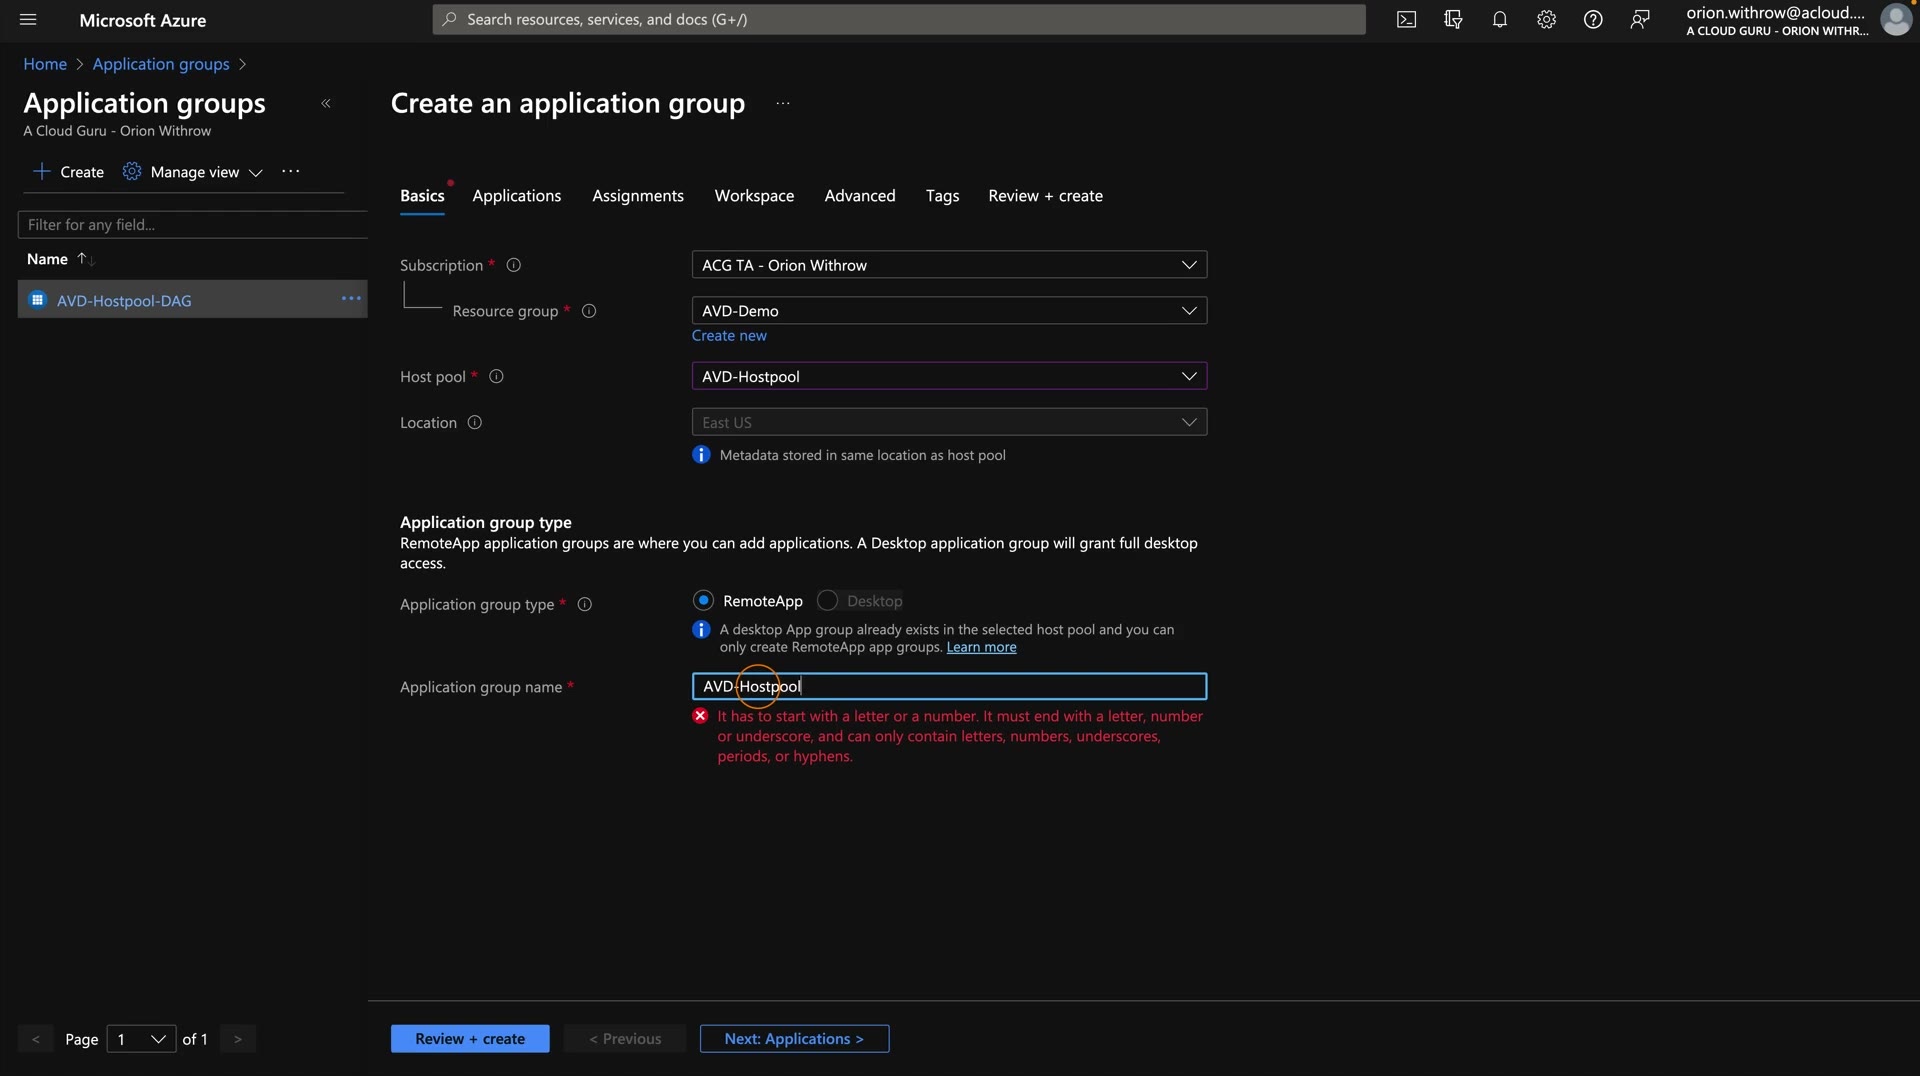 Microsoft Azure
Search resources, services, and docs (G+/)
orion.withrow@acloud....
A CLOUD GURU - ORION WITHR...
Home > Application groups >
Application groups
A Cloud Guru - Orion Withrow
Create an application group ...
+ Create Manage view ...
Filter for any field...
Name
AVD-Hostpool-DAG ...
Basics Applications Assignments Workspace Advanced Tags Review + create
Subscription * ACG TA - Orion Withrow
Resource group * AVD-Demo
Create new
Host pool * AVD-Hostpool
Location East US
Metadata stored in same location as host pool
Application group type
RemoteApp application groups are where you can add applications. A Desktop application group will grant full desktop
access.
Application group type * RemoteApp Desktop
A desktop App group already exists in the selected host pool and you can
only create RemoteApp app groups. Learn more
Application group name * AVD-Hostpool
It has to start with a letter or a number. It must end with a letter, number
or underscore, and can only contain letters, numbers, underscores,
periods, or hyphens.
< Page 1 of 1 >
Review + create < Previous Next: Applications >